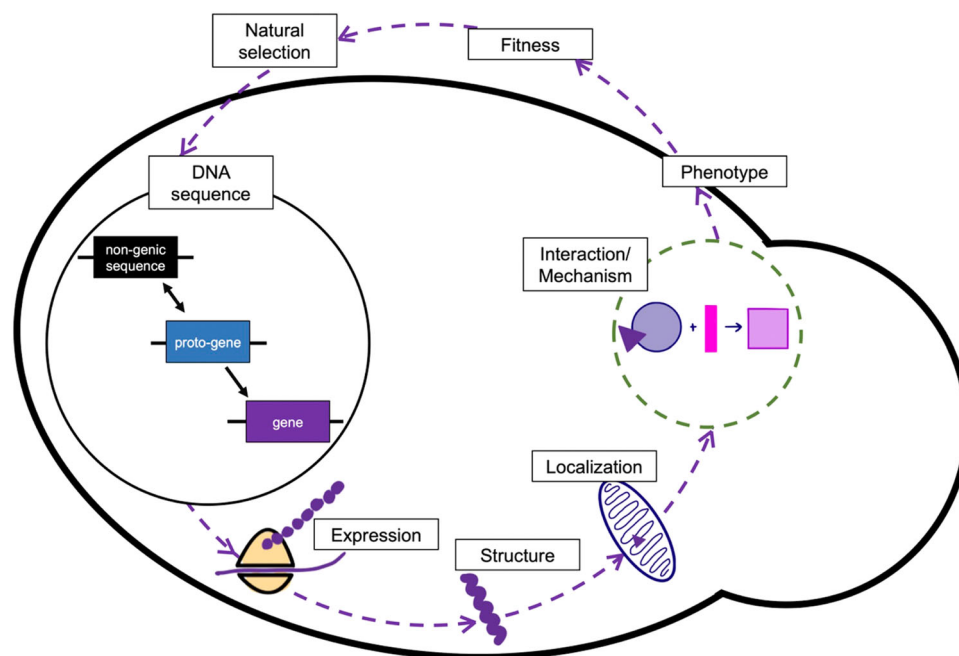 Natural
selection
Fitness
DNA
sequence
Phenotype
non-genic
sequence
Interaction/
Mechanism
proto-gene
+
gene
Localization
Expression
Structure